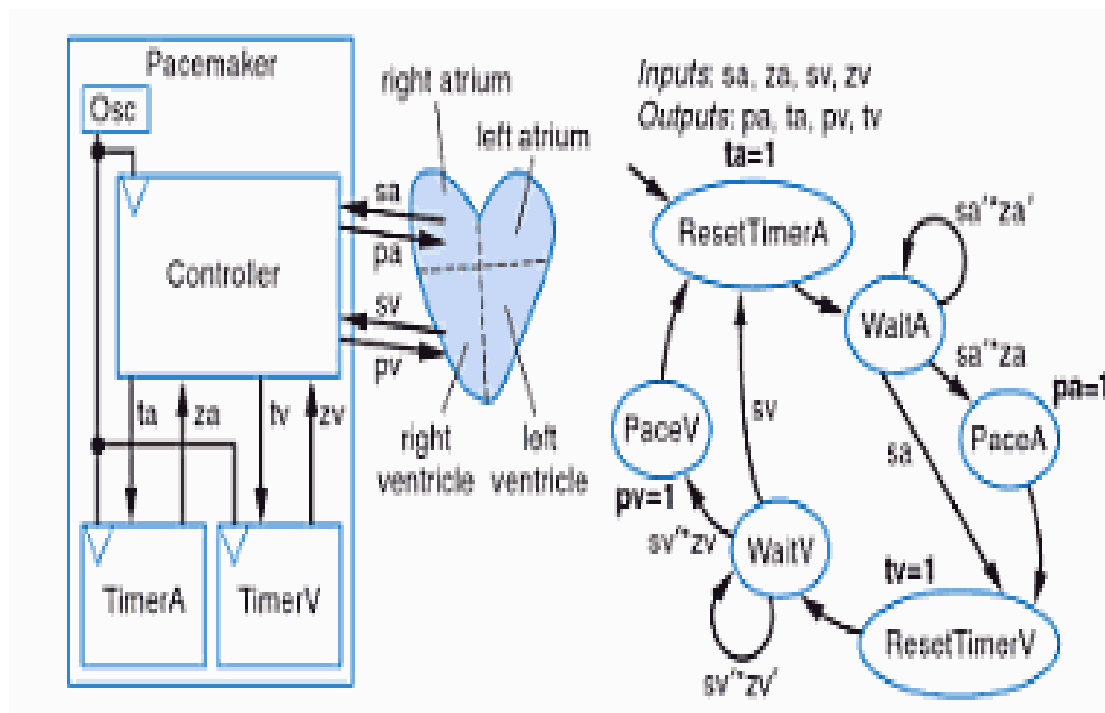 Pacemaker
Osc
Controller
ta
za
tv
zv
TimerA
TimerV
right atrium
left atrium
sa
pa
sv
pv
right
ventricle
left
ventricle
Inputs: sa, za, sv, zv
Outputs: pa, ta, pv, tv
ta=1
ResetTimerA
sa'*za'
WaitA
sa'*za
pa=1
PaceA
sa
sv
PaceV
pv=1
sv'*zv
WaitV
tv=1
ResetTimerV
sv'*zv'